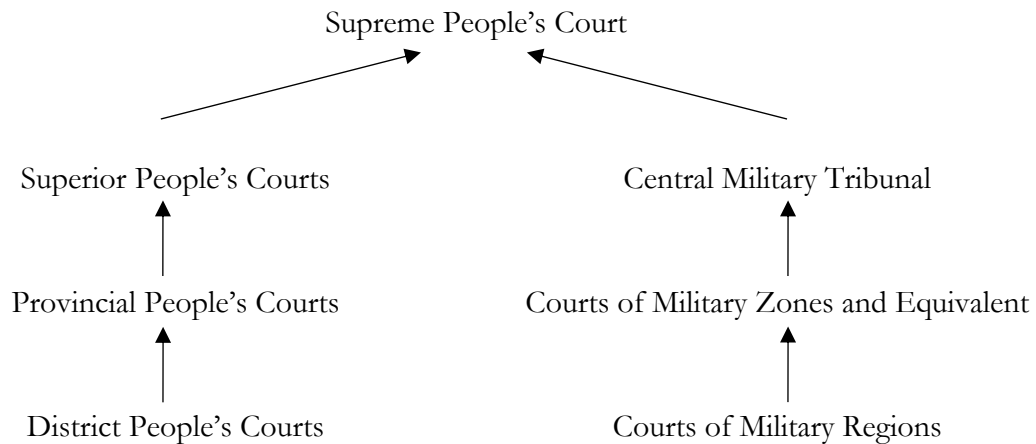 Supreme People’s Court
Superior People’s Courts
Central Military Tribunal
Provincial People’s Courts
Courts of Military Zones and Equivalent
District People’s Courts
Courts of Military Regions